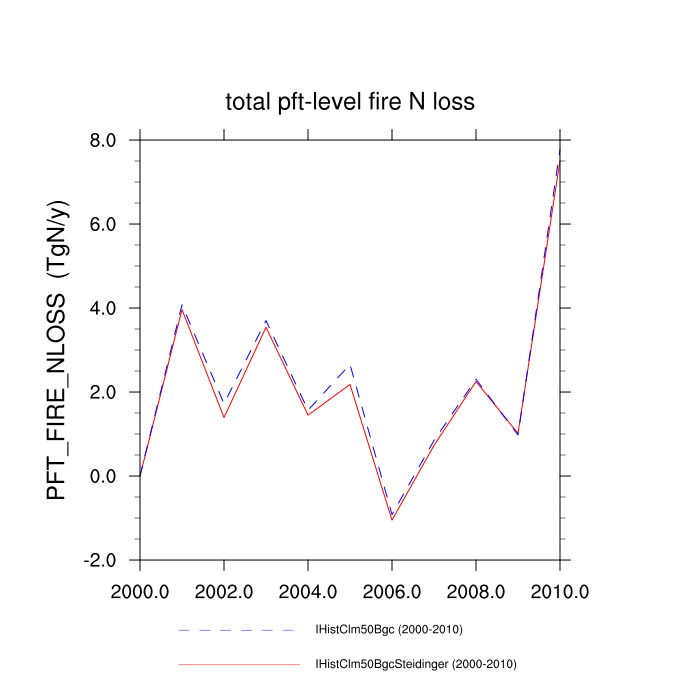 total pft-level fire N loss
PFT_FIRE_NLOSS (TgN/y)
8.0
6.0
4.0
2.0
0.0
-2.0
2000.0 2002.0 2004.0 2006.0 2008.0 2010.0
IHistClm50Bgc (2000-2010)
IHistClm50BgcSteidinger (2000-2010)